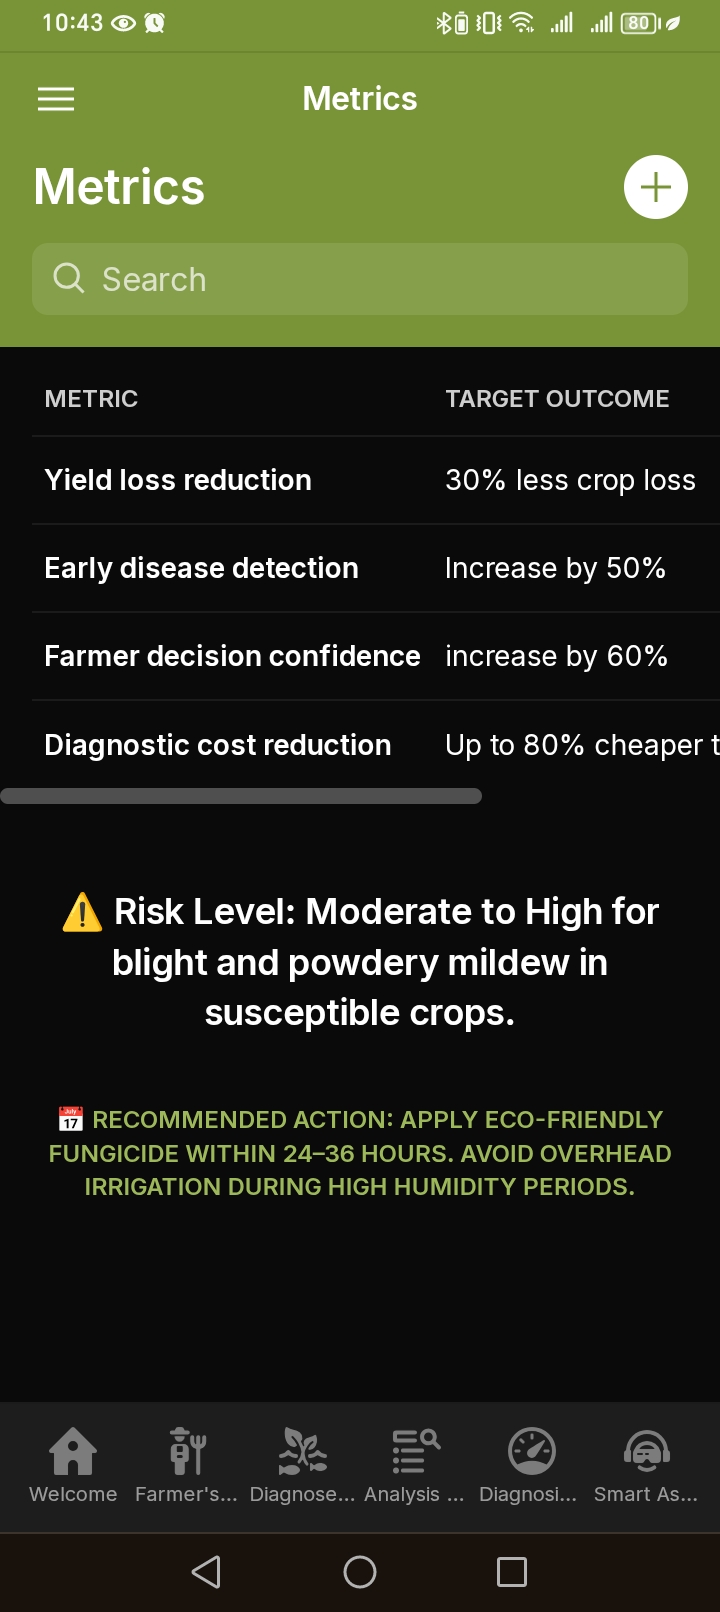 10:43
80
Metrics
Metrics
Search
METRIC TARGET OUTCOME
Yield loss reduction 30% less crop loss
Early disease detection Increase by 50%
Farmer decision confidence increase by 60%
Diagnostic cost reduction Up to 80% cheaper t
⚠️ Risk Level: Moderate to High for
blight and powdery mildew in
susceptible crops.
📅 RECOMMENDED ACTION: APPLY ECO-FRIENDLY
FUNGICIDE WITHIN 24–36 HOURS. AVOID OVERHEAD
IRRIGATION DURING HIGH HUMIDITY PERIODS.
Welcome Farmer's... Diagnose... Analysis ... Diagnosi... Smart As...